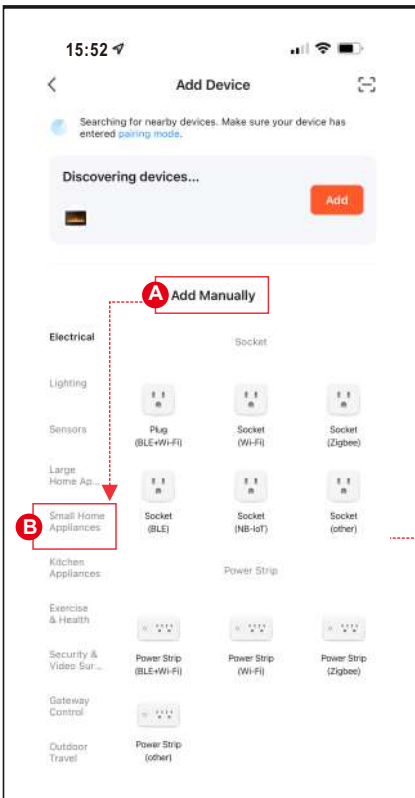 15:52
Add Device
Searching for nearby devices. Make sure your device has
entered pairing mode.
Discovering devices...
Add
A
Add Manually
Electrical
Socket
Lighting
Sensors
Plug
(BLE+Wi-Fi)
Socket
(Wi-Fi)
Socket
(Zigbee)
Large
Home Ap...
B
Small Home
Appliances
Socket
(BLE)
Socket
(NB-IoT)
Socket
(other)
Kitchen
Appliances
Power Strip
Exercise
& Health
Security &
Video Sur...
Power Strip
(BLE+Wi-Fi)
Power Strip
(Wi-Fi)
Power Strip
(Zigbee)
Gateway
Control
Outdoor
Travel
Power Strip
(other)